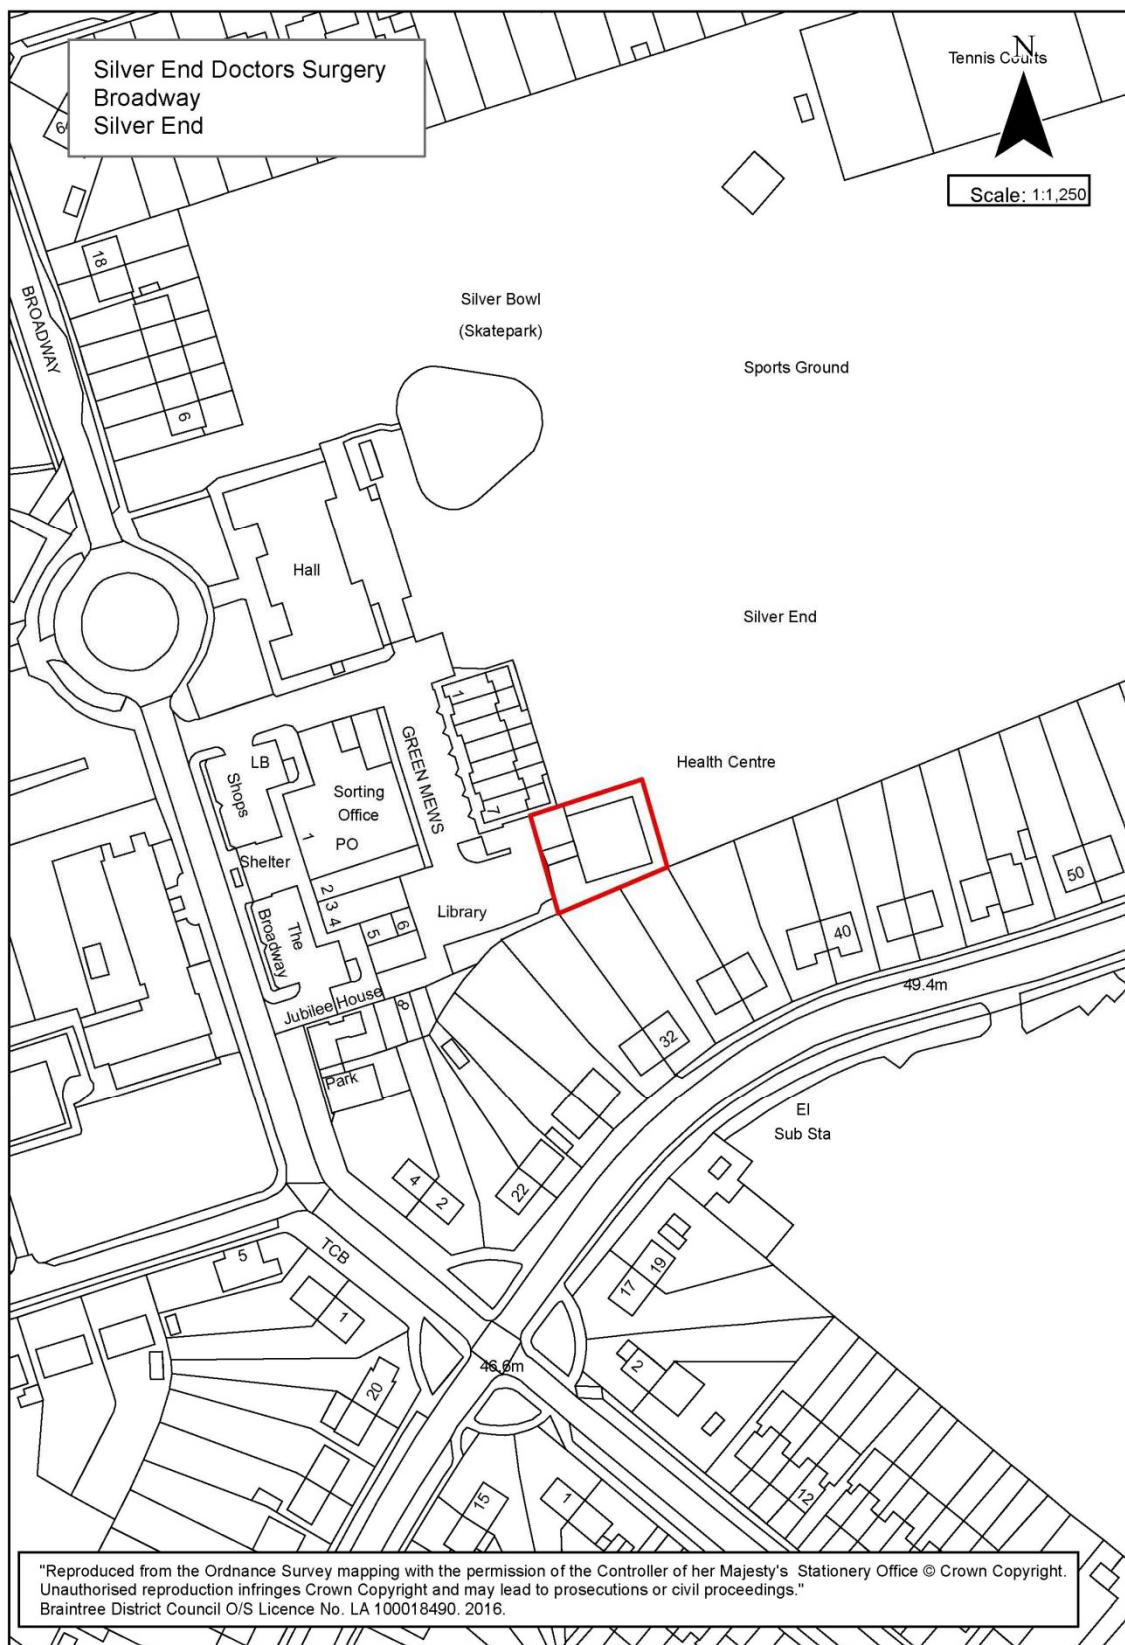 Silver End Doctors Surgery
Broadway
Silver End
N
Tennis Courts
Scale: 1:1,250
18
BROADWAY
6
Silver Bowl
(Skatepark)
Sports Ground
Hall
Silver End
1
GREEN MEWS
7
Health Centre
LB
Shops
Sorting
Office
1
PO
Shelter
2
3
4
5
6
Library
The
Broadway
Jubilee House
8
Park
50
40
49.4m
32
22
4
2
El
Sub Sta
TCB
5
1
17
19
46.6m
2
20
12
15
1
"Reproduced from the Ordnance Survey mapping with the permission of the Controller of her Majesty's Stationery Office © Crown Copyright.
Unauthorised reproduction infringes Crown Copyright and may lead to prosecutions or civil proceedings."
Braintree District Council O/S Licence No. LA 100018490. 2016.